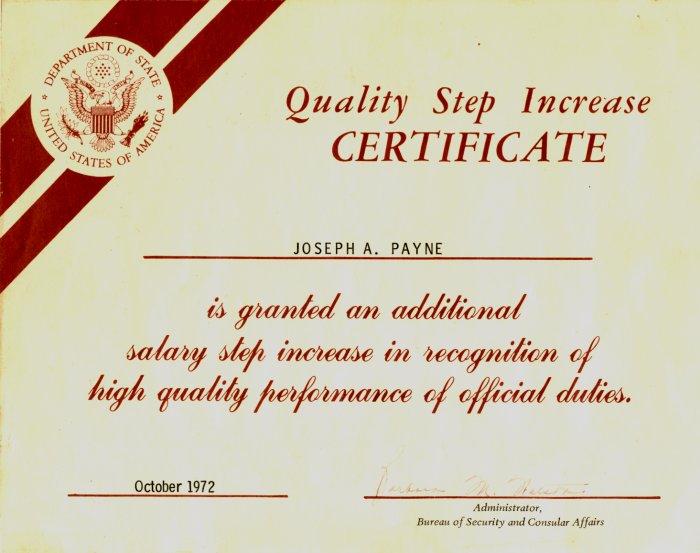 DEPARTMENT OF STATE
UNITED STATES OF AMERICA
Quality Step Increase
CERTIFICATE
JOSEPH A. PAYNE
is granted an additional
salary step increase in recognition of
high quality performance of official duties.
October 1972
Barbara M. Watson
Administrator,
Bureau of Security and Consular Affairs